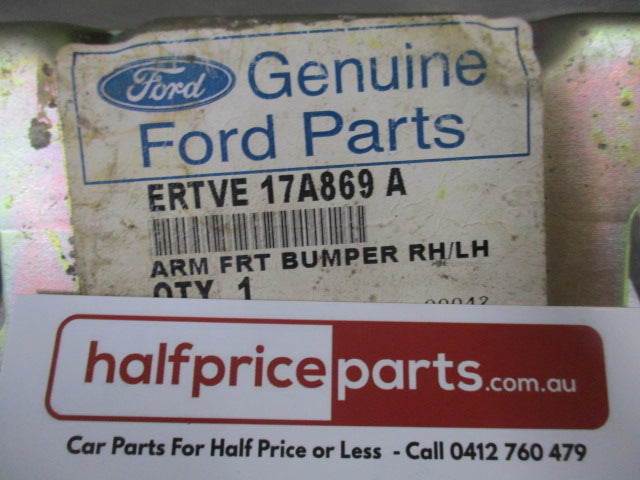 Ford Genuine
Ford Parts
ERTVE 17A869 A
ARM FRT BUMPER RH/LH
QTY 1
halfpriceparts.com.au
Car Parts For Half Price or Less - Call 0412 760 479